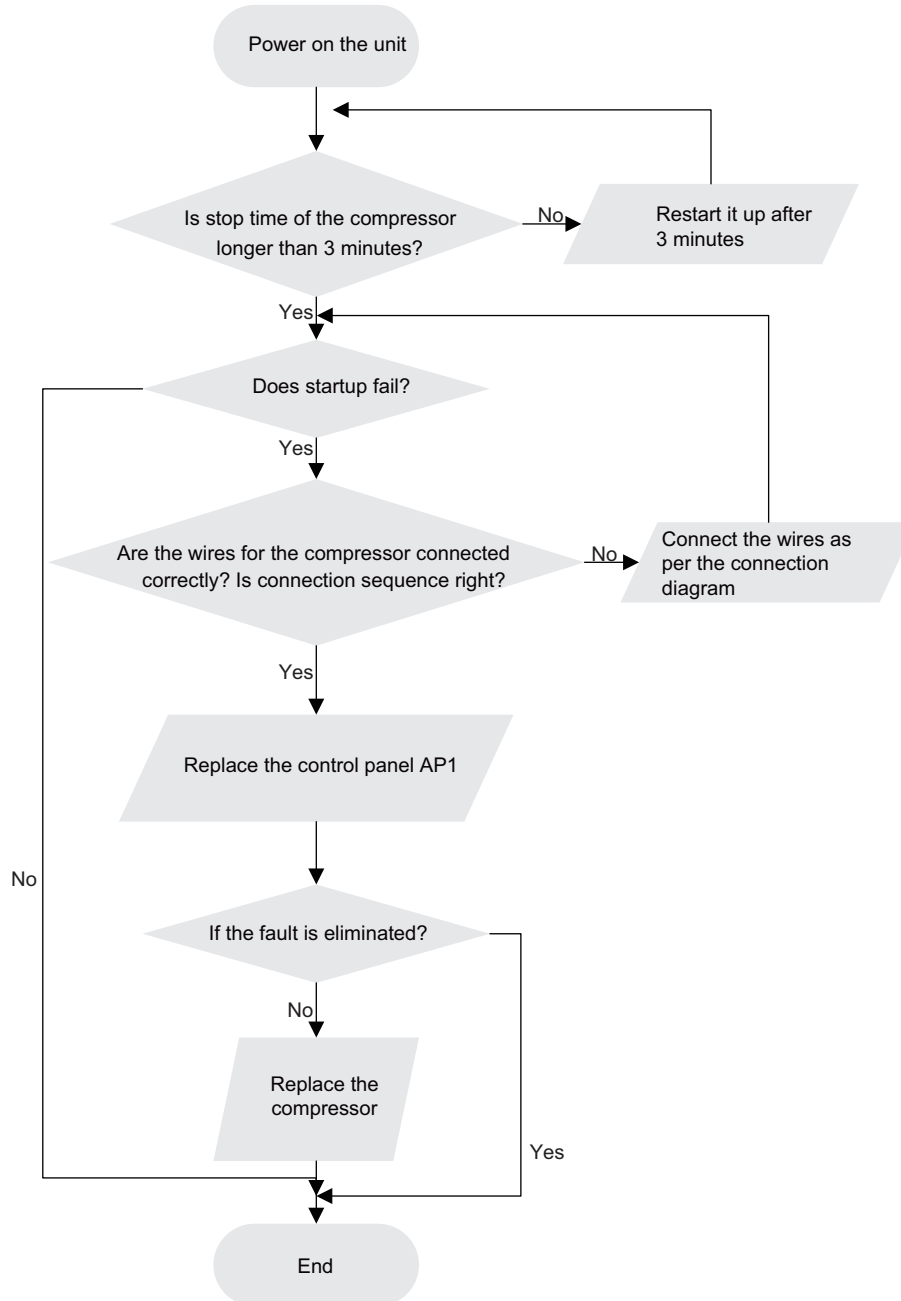 Power on the unit
Is stop time of the compressor
longer than 3 minutes?
No
Restart it up after
3 minutes
Yes
Does startup fail?
Yes
Are the wires for the compressor connected
correctly? Is connection sequence right?
No
Connect the wires as
per the connection
diagram
Yes
Replace the control panel AP1
No
If the fault is eliminated?
No
Replace the
compressor
Yes
End